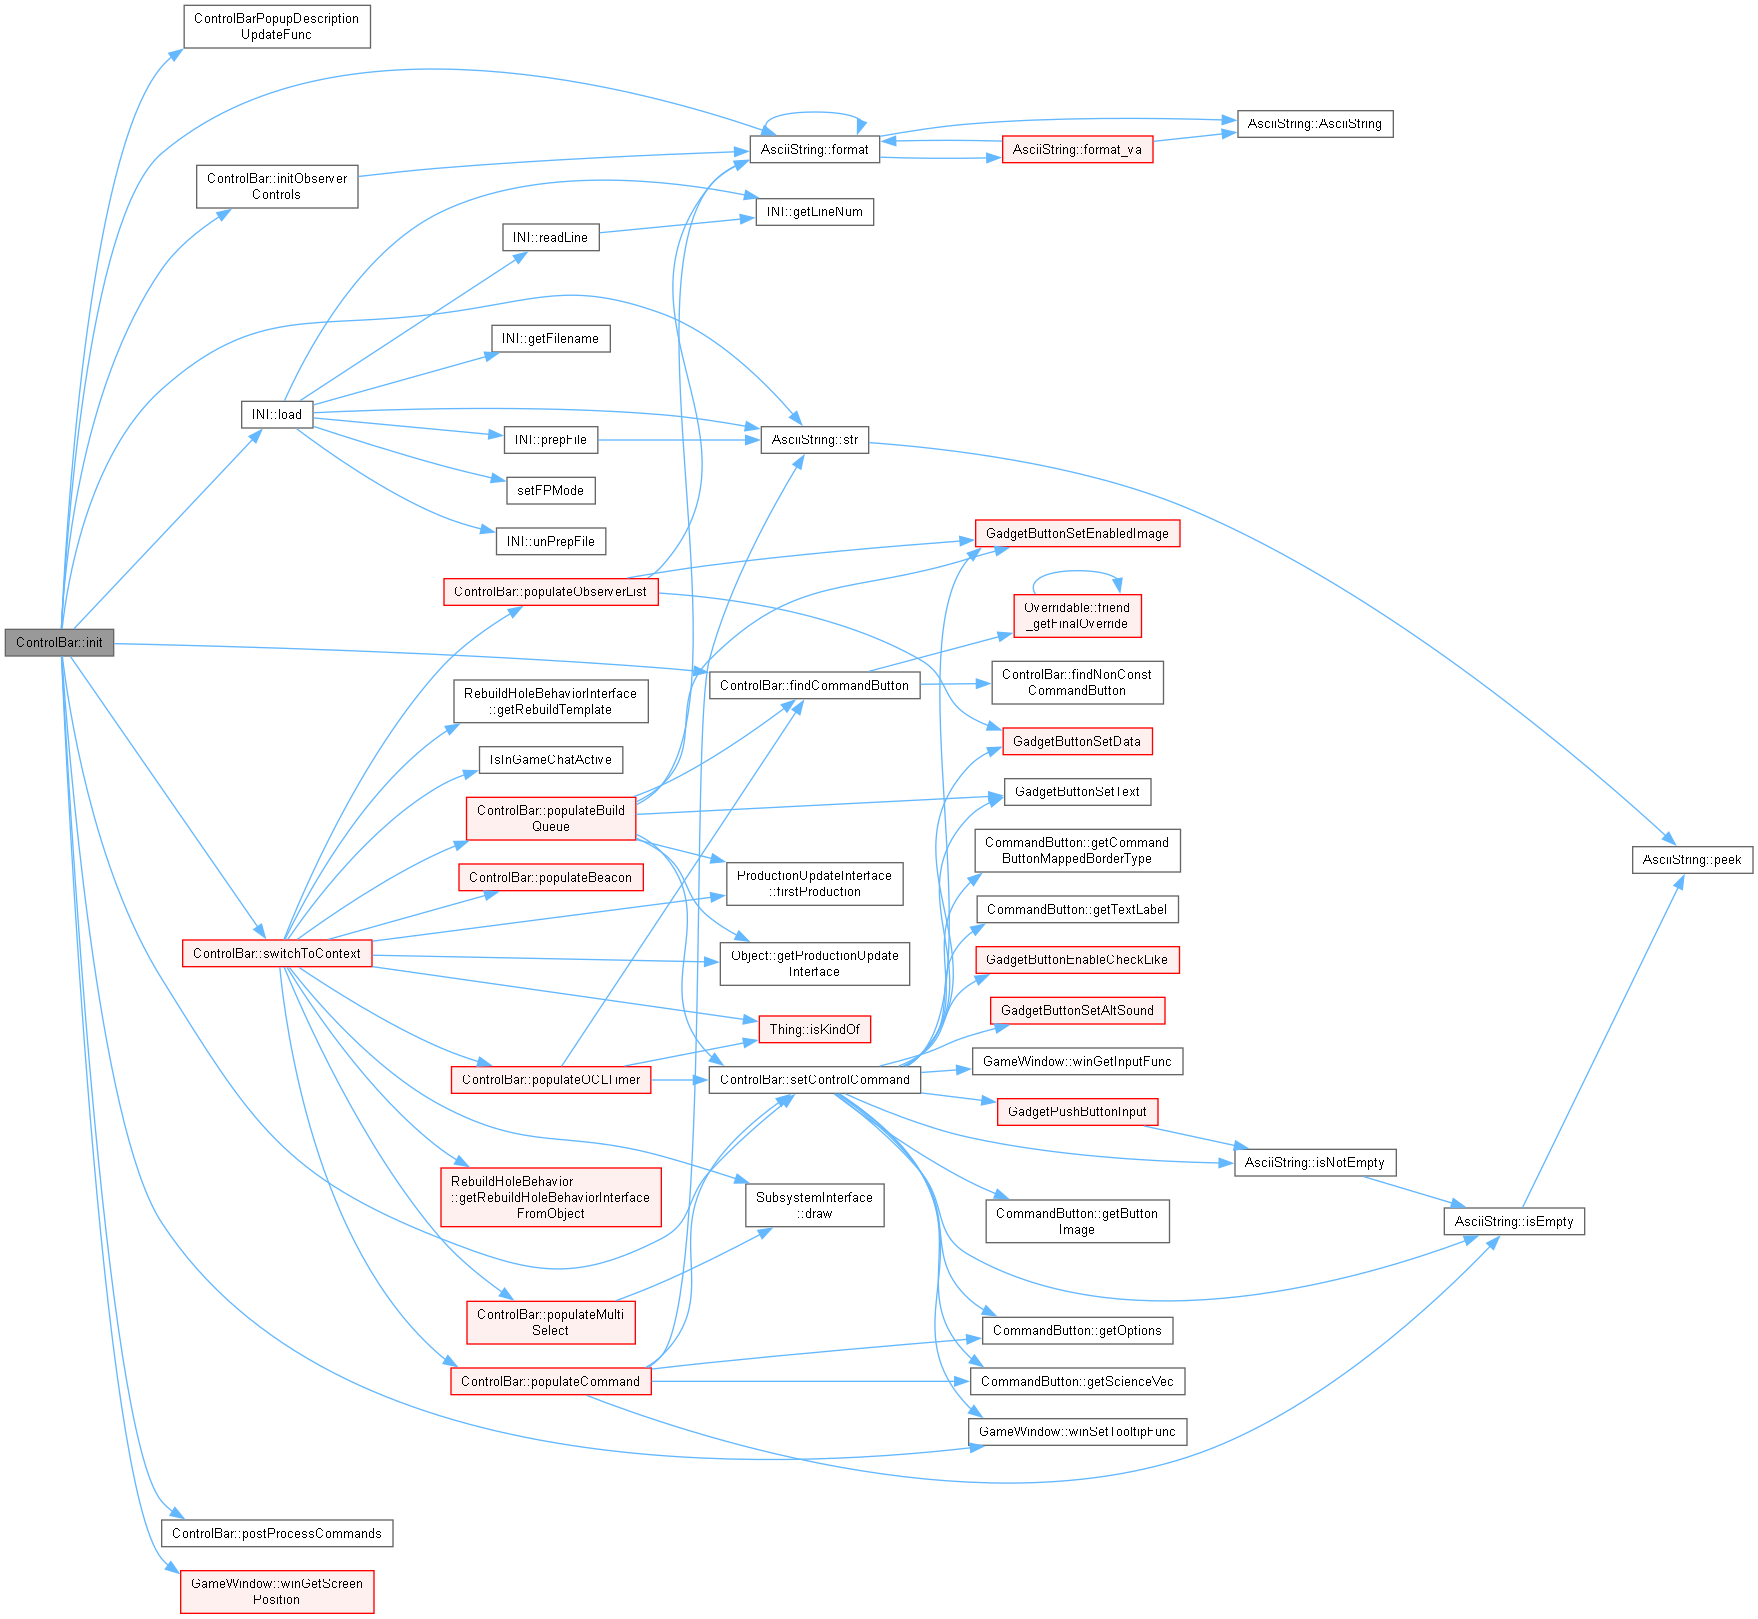 ControlBarPopupDescription
UpdateFunc
AsciiString::AsciiString
AsciiString::format
AsciiString::format_va
ControlBar::initObserver
Controls
INI::getLineNum
INI::readLine
INI::getFilename
INI::load
INI::prepFile
AsciiString::str
setFPMode
INI::unPrepFile
GadgetButtonSetEnabledImage
ControlBar::populateObserverList
Overridable::friend
_getFinalOverride
ControlBar::init
ControlBar::findCommandButton
ControlBar::findNonConst
CommandButton
RebuildHoleBehaviorInterface
::getRebuildTemplate
GadgetButtonSetData
IsInGameChatActive
GadgetButtonSetText
ControlBar::populateBuild
Queue
CommandButton::getCommand
ButtonMappedBorderType
AsciiString::peek
ControlBar::populateBeacon
ProductionUpdateInterface
::firstProduction
CommandButton::getTextLabel
ControlBar::switchToContext
Object::getProductionUpdate
Interface
GadgetButtonEnableCheckLike
GadgetButtonSetAltSound
Thing::isKindOf
GameWindow::winGetInputFunc
ControlBar::populateOCLTimer
ControlBar::setControlCommand
GadgetPushButtonInput
AsciiString::isNotEmpty
RebuildHoleBehavior
::getRebuildHoleBehaviorInterface
FromObject
SubsystemInterface
::draw
CommandButton::getButton
Image
AsciiString::isEmpty
ControlBar::populateMulti
Select
CommandButton::getOptions
ControlBar::populateCommand
CommandButton::getScienceVec
GameWindow::winSetTooltipFunc
ControlBar::postProcessCommands
GameWindow::winGetScreen
Position